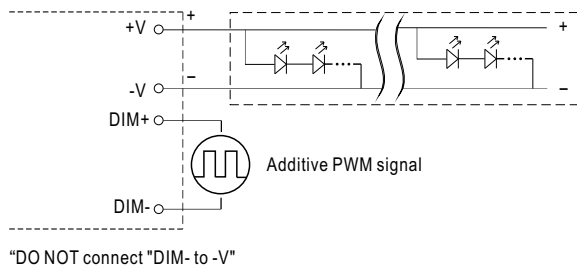 +V
+
+
-V
–
–
DIM+
Additive PWM signal
DIM-
“DO NOT connect "DIM- to -V"